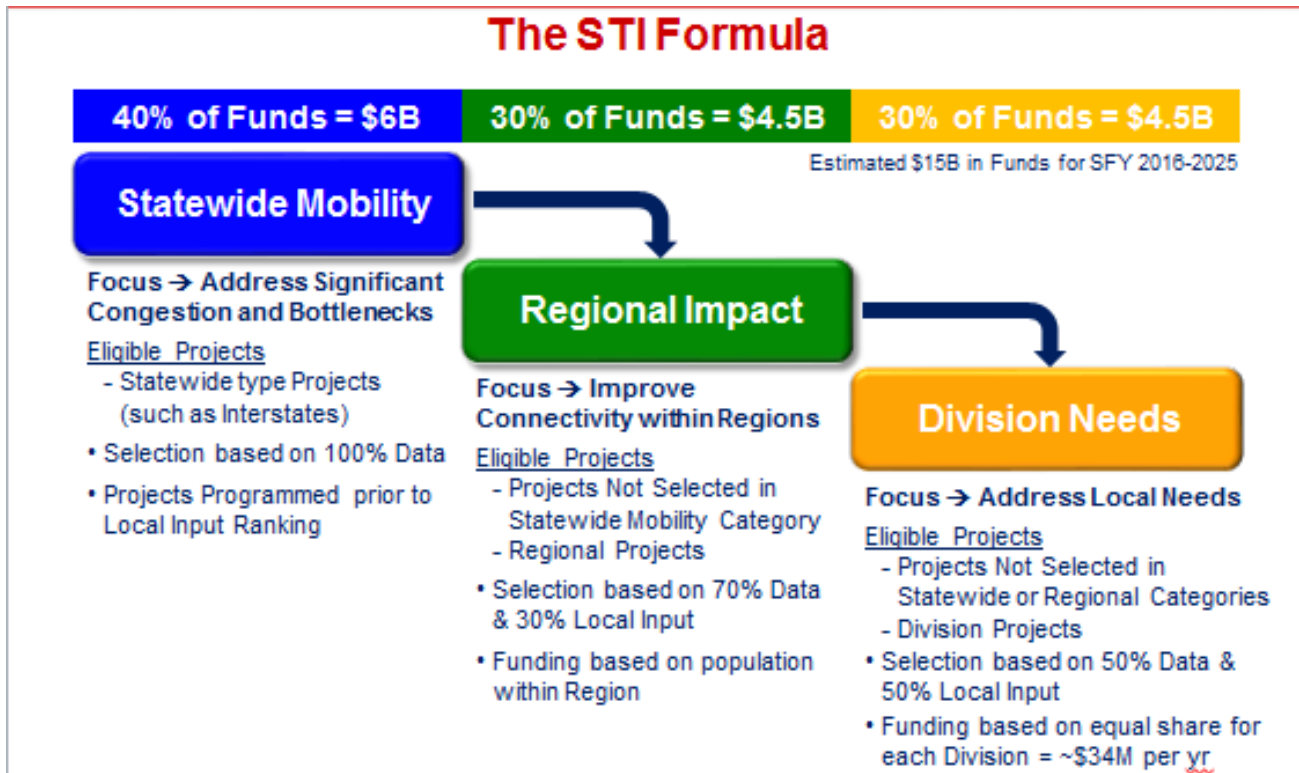 The STI Formula
40% of Funds = $6B
30% of Funds = $4.5B
30% of Funds = $4.5B
Estimated $15B in Funds for SFY 2016-2025
Statewide Mobility
Focus → Address Significant
Congestion and Bottlenecks
Eligible Projects
- Statewide type Projects
(such as Interstates)
• Selection based on 100% Data
• Projects Programmed prior to
Local Input Ranking
Regional Impact
Focus → Improve
Connectivity within Regions
Eligible Projects
- Projects Not Selected in
Statewide Mobility Category
- Regional Projects
• Selection based on 70% Data
& 30% Local Input
• Funding based on population
within Region
Division Needs
Focus → Address Local Needs
Eligible Projects
- Projects Not Selected in
Statewide or Regional Categories
- Division Projects
• Selection based on 50% Data &
50% Local Input
• Funding based on equal share for
each Division = ~$34M per yr